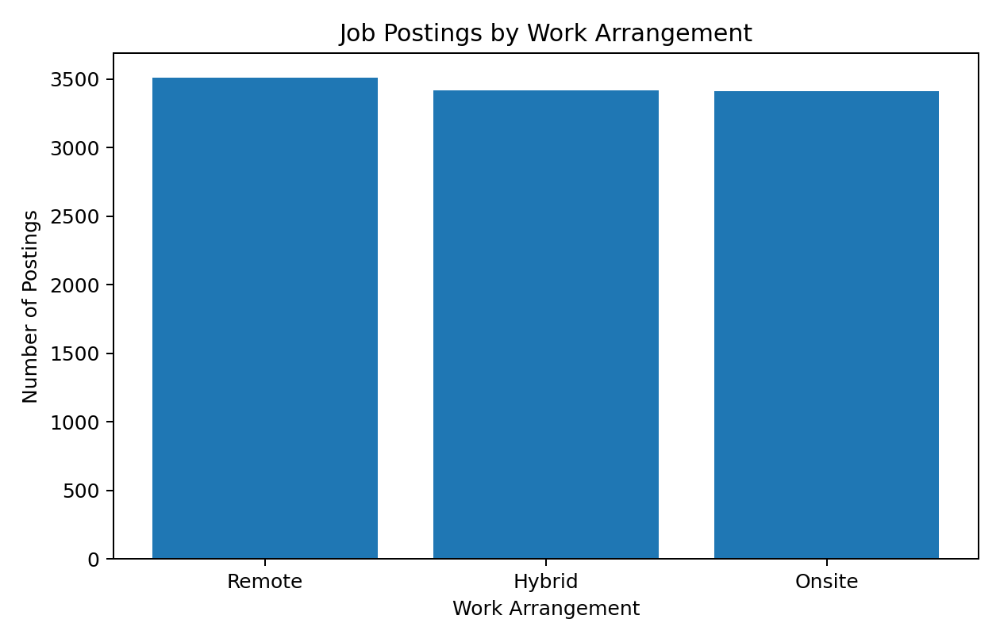 Job Postings by Work Arrangement
3500
3000
2500
2000
1500
1000
500
0
Number of Postings
Remote
Hybrid
Onsite
Work Arrangement